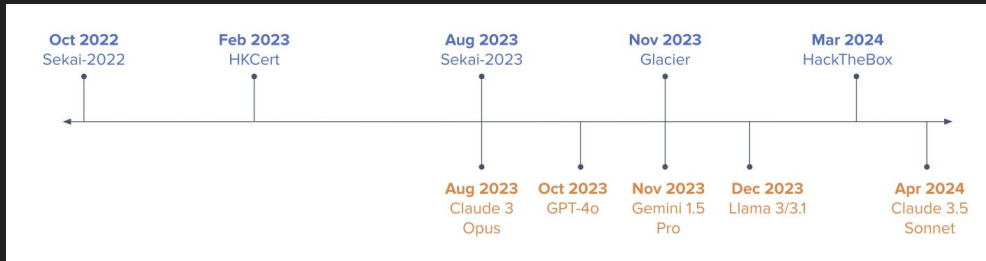 Oct 2022
Sekai-2022
Feb 2023
HKCert
Aug 2023
Sekai-2023
Nov 2023
Glacier
Mar 2024
HackTheBox
Aug 2023
Claude 3
Opus
Oct 2023
GPT-4o
Nov 2023
Gemini 1.5
Pro
Dec 2023
Llama 3/3.1
Apr 2024
Claude 3.5
Sonnet